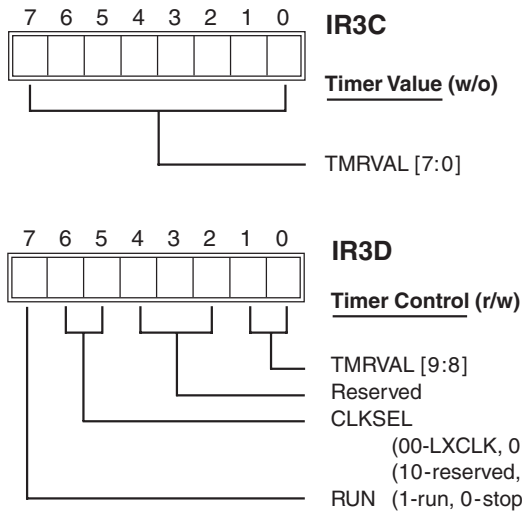 7 6 5 4 3 2 1 0
IR3C
Timer Value (w/o)
TMRVAL [7:0]
7 6 5 4 3 2 1 0
IR3D
Timer Control (r/w)
TMRVAL [9:8]
Reserved
CLKSEL
(00-LXCLK, 0
(10-reserved,
RUN (1-run, 0-stop